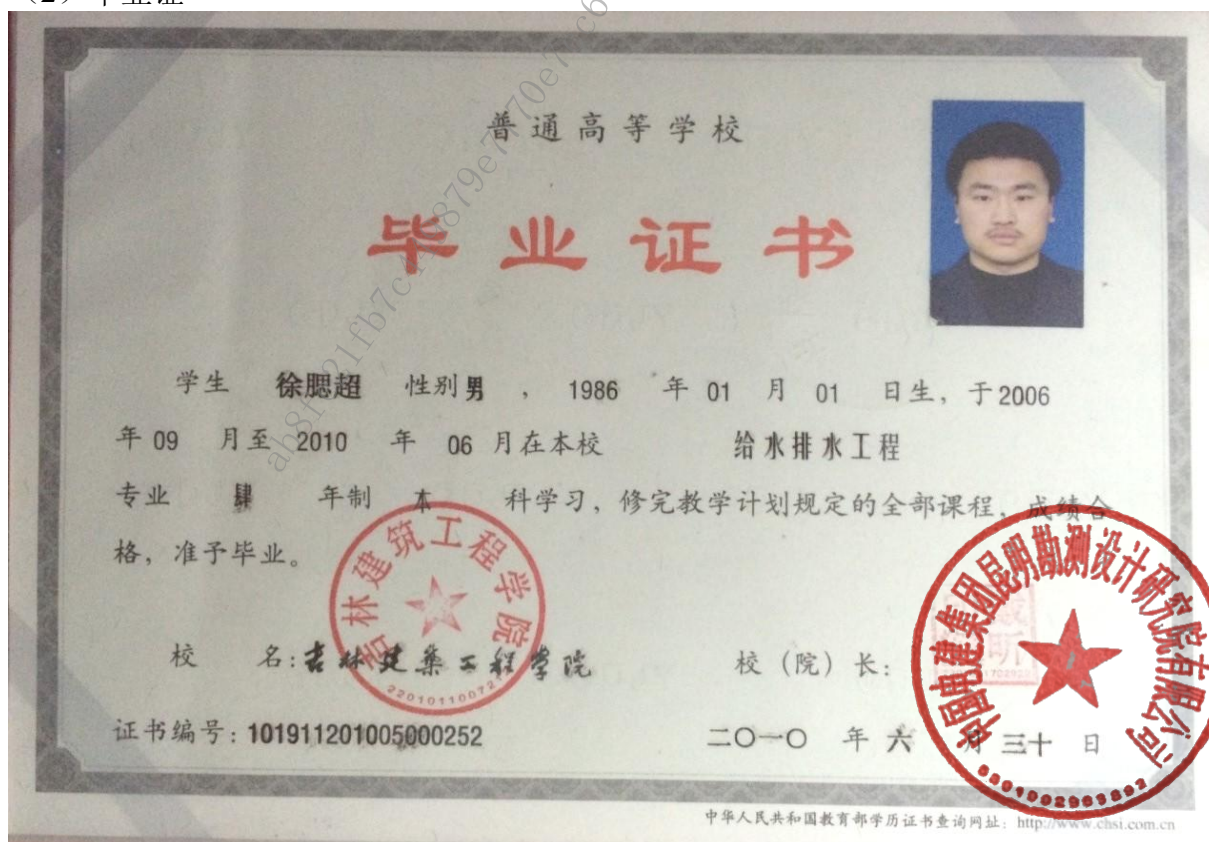 （2）毕业证
普通高等学校
毕业证书
学生 徐腮超 性别 男 ， 1986 年 01 月 01 日生，于 2006
年 09 月至 2010 年 06 月在本校 给水排水工程
专业 肆 年制 本 科学习，修完教学计划规定的全部课程，成绩合
格，准予毕业。
吉林建筑工程学院
校 名：吉林建筑工程学院 校（院）长：
中国电建集团昆明勘测设计研究院有限公司
证书编号：101911201005000252 二〇一〇 年 六 月 三十 日
中华人民共和国教育部学历证书查询网址：http://www.chsi.com.cn